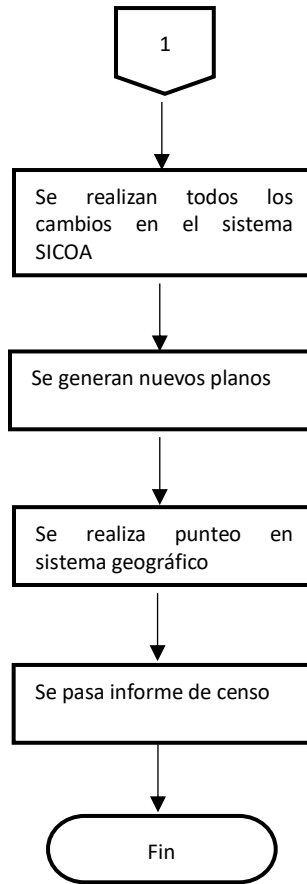 1
Se realizan todos los
cambios en el sistema
SICOA
Se generan nuevos planos
Se realiza punteo en
sistema geográfico
Se pasa informe de censo
Fin